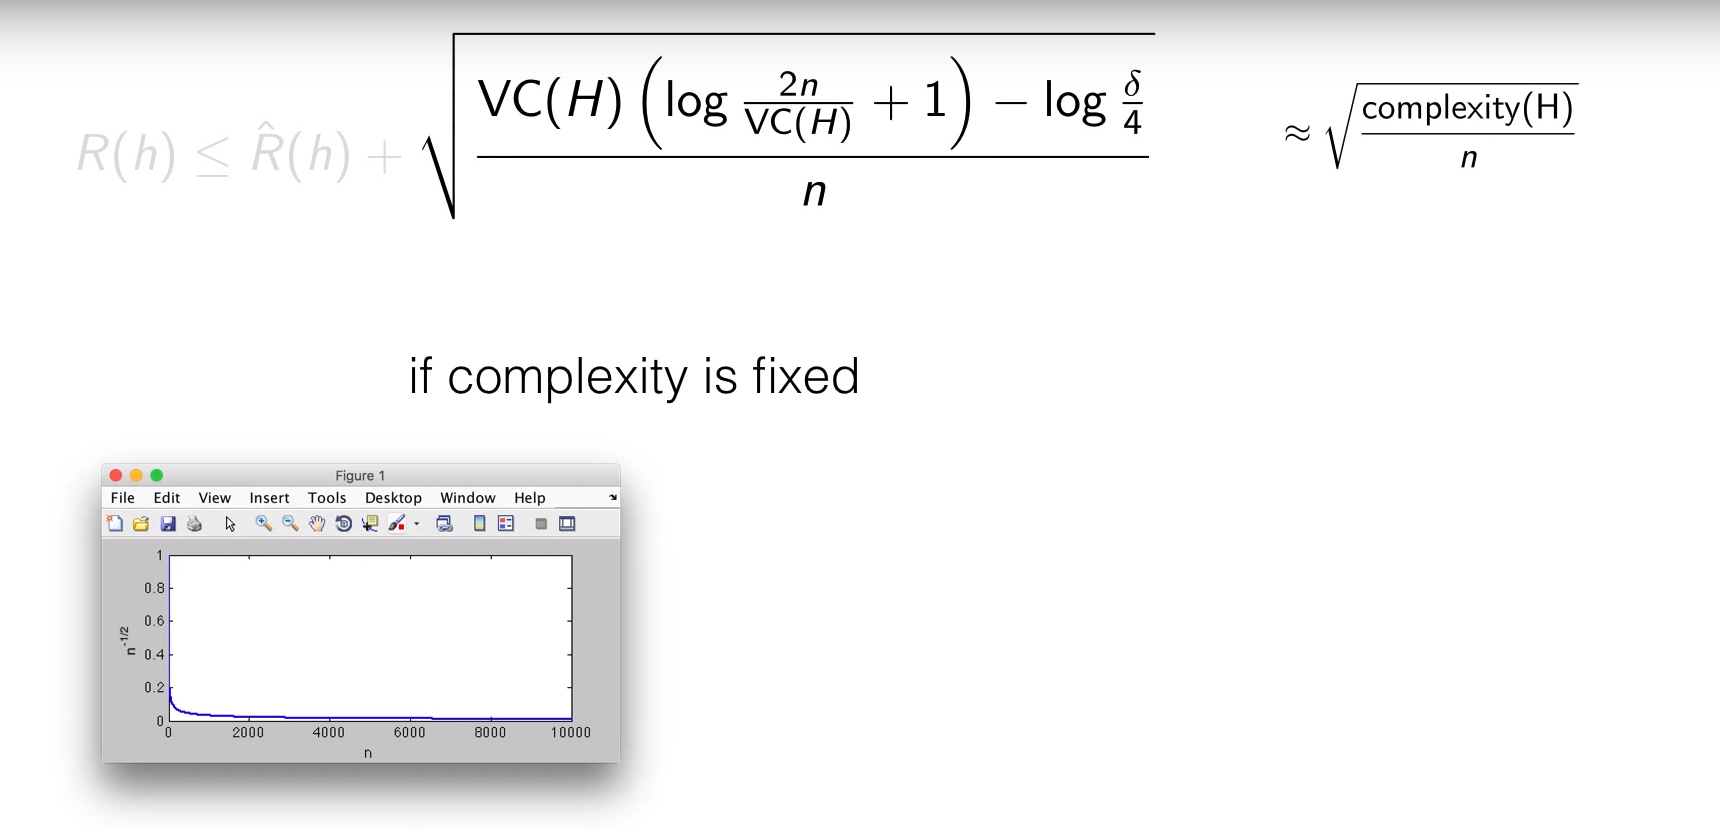 R(h) ≤ R̂(h) + √( (VC(H) (log 2n/VC(H) + 1) − log δ/4) / n ) ≈ √( complexity(H) / n )
if complexity is fixed
Figure 1
File Edit View Insert Tools Desktop Window Help
1
0.8
0.6
0.4
0.2
0
n^-1/2
0 2000 4000 6000 8000 10000
n